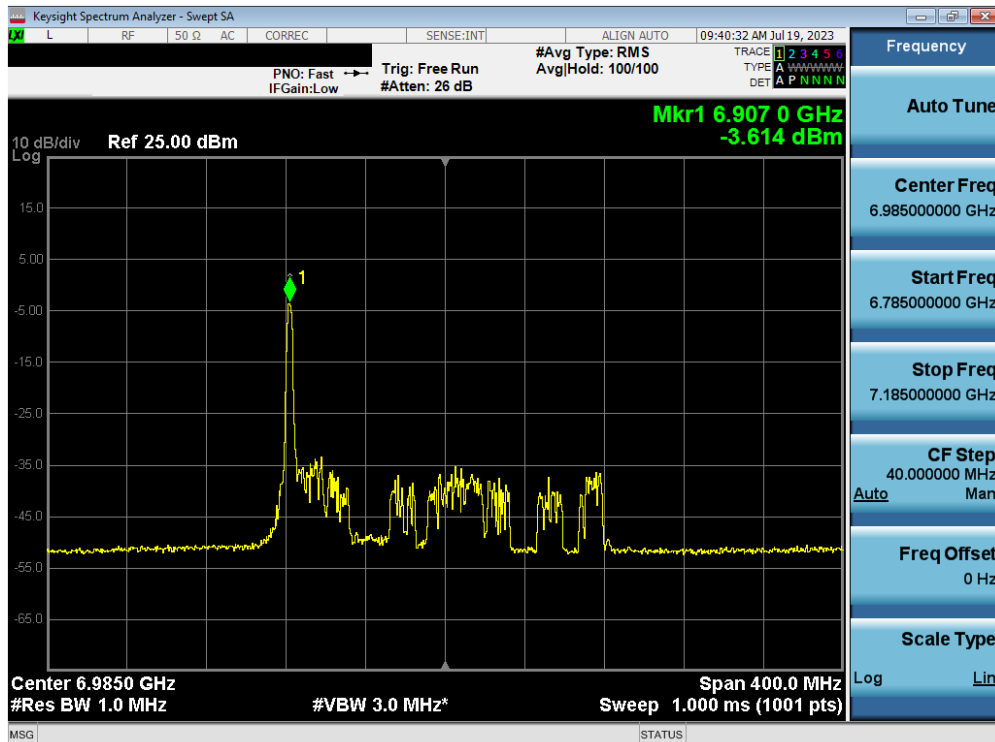 Keysight Spectrum Analyzer - Swept SA
LXI L RF 50 Ω AC CORREC SENSE:INT ALIGN AUTO 09:40:32 AM Jul 19, 2023
PNO: Fast
IFGain:Low
Trig: Free Run
#Atten: 26 dB
#Avg Type: RMS
Avg|Hold: 100/100
TRACE 1 2 3 4 5 6
TYPE A WWWWW
DET A P N N N N
Mkr1 6.907 0 GHz
-3.614 dBm
10 dB/div Ref 25.00 dBm
Log
15.0
5.00
-5.00
-15.0
-25.0
-35.0
-45.0
-55.0
-65.0
1
Center 6.9850 GHz Span 400.0 MHz
#Res BW 1.0 MHz #VBW 3.0 MHz* Sweep 1.000 ms (1001 pts)
MSG STATUS
Frequency
Auto Tune
Center Freq
6.985000000 GHz
Start Freq
6.785000000 GHz
Stop Freq
7.185000000 GHz
CF Step
40.000000 MHz
Auto Man
Freq Offset
0 Hz
Scale Type
Log Lin